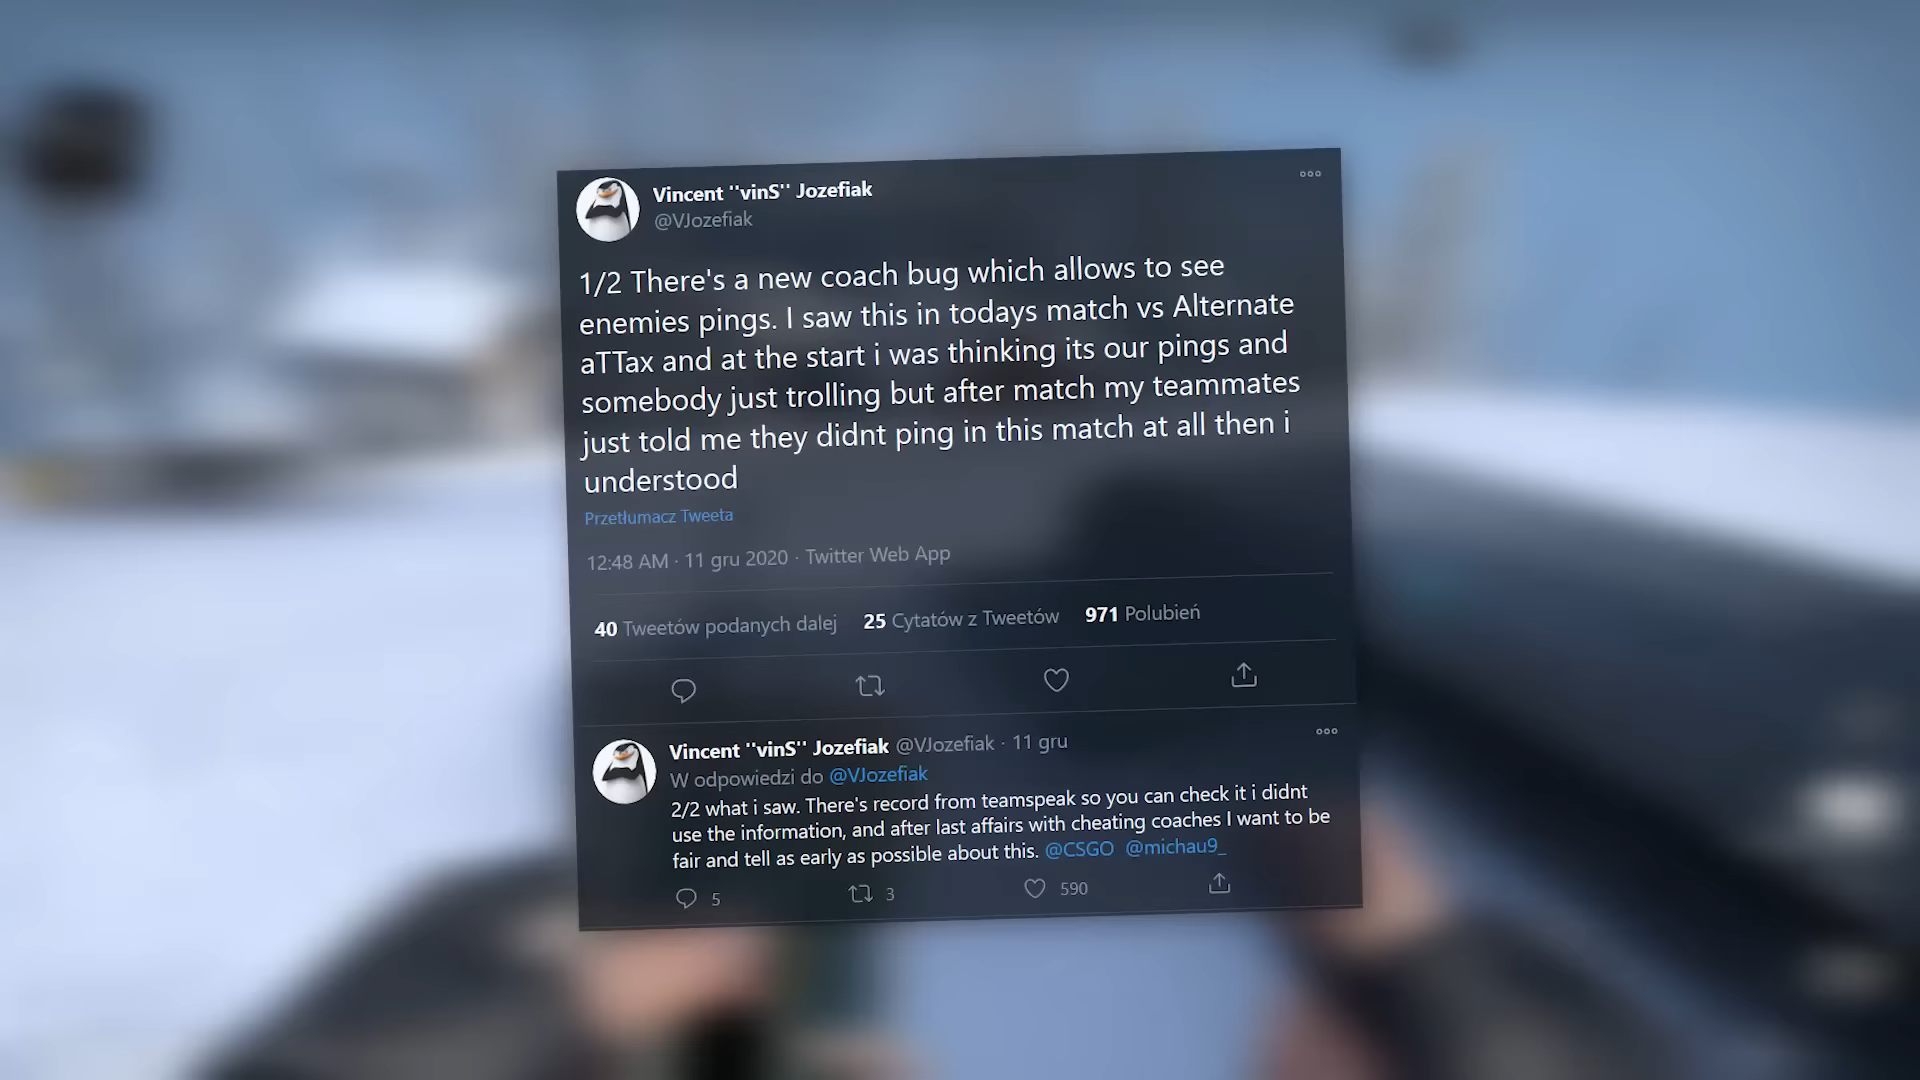 Vincent ''vinS'' Jozefiak
@VJozefiak
1/2 There's a new coach bug which allows to see
enemies pings. I saw this in todays match vs Alternate
aTTax and at the start i was thinking its our pings and
somebody just trolling but after match my teammates
just told me they didnt ping in this match at all then i
understood
Przetłumacz Tweeta
12:48 AM · 11 gru 2020 · Twitter Web App
40 Tweetów podanych dalej 25 Cytatów z Tweetów 971 Polubień
Vincent ''vinS'' Jozefiak @VJozefiak · 11 gru
W odpowiedzi do @VJozefiak
2/2 what i saw. There's record from teamspeak so you can check it i didnt
use the information, and after last affairs with cheating coaches I want to be
fair and tell as early as possible about this. @CSGO @michau9_
5 3 590